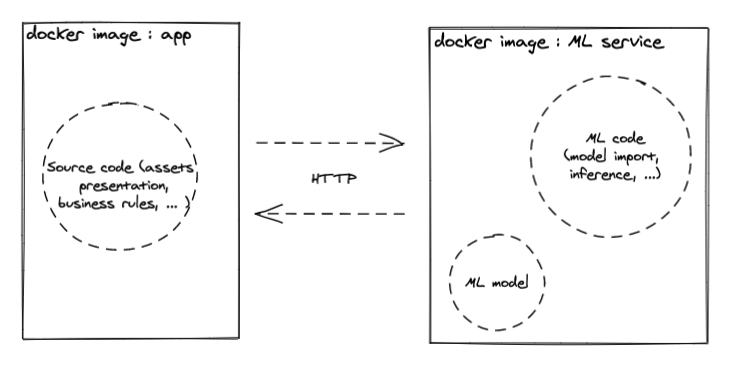 docker image : app
Source code (assets
presentation,
business rules, ... )
HTTP
docker image : ML service
ML code
(model import,
inference, ...)
ML model